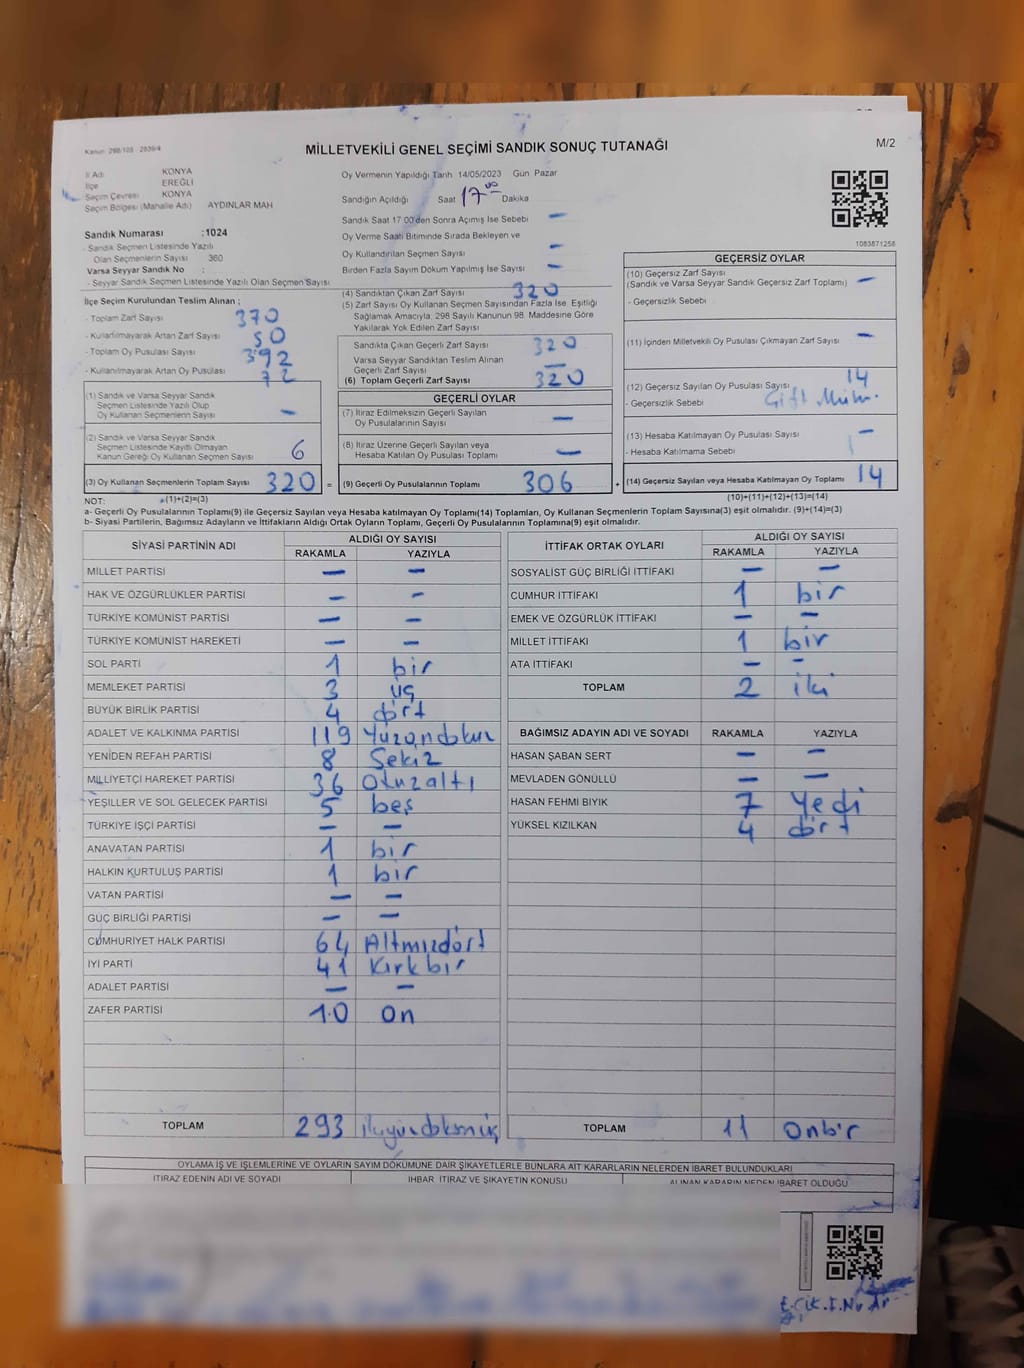 Kanun: 298/105 2839/4
MİLLETVEKİLİ GENEL SEÇİMİ SANDIK SONUÇ TUTANAĞI
M/2
İl Adı KONYA
İlçe EREĞLİ
Seçim Çevresi KONYA
Seçim Bölgesi (Mahalle Adı) AYDINLAR MAH
Sandık Numarası :1024
- Sandık Seçmen Listesinde Yazılı
Olan Seçmenlerin Sayısı 360
Varsa Seyyar Sandık No :
- Seyyar Sandık Seçmen Listesinde Yazılı Olan Seçmen Sayısı
Oy Vermenin Yapıldığı Tarih 14/05/2023 Gün Pazar
Sandığın Açıldığı Saat 17 00 Dakika
Sandık Saat 17.00'den Sonra Açılmış İse Sebebi —
Oy Verme Saati Bitiminde Sırada Bekleyen ve
Oy Kullandırılan Seçmen Sayısı —
Birden Fazla Sayım Döküm Yapılmış İse Sayısı —
1083871258
İlçe Seçim Kurulundan Teslim Alınan ;
- Toplam Zarf Sayısı 370
- Kullanılmayarak Artan Zarf Sayısı 50
- Toplam Oy Pusulası Sayısı 392
- Kullanılmayarak Artan Oy Pusulası 72
(1) Sandık ve Varsa Seyyar Sandık
Seçmen Listesinde Yazılı Olup
Oy Kullanan Seçmenlerin Sayısı —
(2) Sandık ve Varsa Seyyar Sandık
Seçmen Listesinde Kayıtlı Olmayan
Kanun Gereği Oy Kullanan Seçmen Sayısı 6
(3) Oy Kullanan Seçmenlerin Toplam Sayısı 320 =
(4) Sandıktan Çıkan Zarf Sayısı 320
(5) Zarf Sayısı Oy Kullanan Seçmen Sayısından Fazla İse, Eşitliği
Sağlamak Amacıyla, 298 Sayılı Kanunun 98. Maddesine Göre
Yakılarak Yok Edilen Zarf Sayısı
Sandıkta Çıkan Geçerli Zarf Sayısı 320
Varsa Seyyar Sandıktan Teslim Alınan
Geçerli Zarf Sayısı —
(6) Toplam Geçerli Zarf Sayısı 320
GEÇERLİ OYLAR
(7) İtiraz Edilmeksizin Geçerli Sayılan
Oy Pusulalarının Sayısı —
(8) İtiraz Üzerine Geçerli Sayılan veya
Hesaba Katılan Oy Pusulası Toplamı —
(9) Geçerli Oy Pusulalarının Toplamı 306 +
GEÇERSİZ OYLAR
(10) Geçersiz Zarf Sayısı
(Sandık ve Varsa Seyyar Sandık Geçersiz Zarf Toplamı) —
- Geçersizlik Sebebi
(11) İçinden Milletvekili Oy Pusulası Çıkmayan Zarf Sayısı —
(12) Geçersiz Sayılan Oy Pusulası Sayısı 14
- Geçersizlik Sebebi Çift Müh.
(13) Hesaba Katılmayan Oy Pusulası Sayısı —
- Hesaba Katılmama Sebebi
(14) Geçersiz Sayılan veya Hesaba Katılmayan Oy Toplamı 14
NOT: (1)+(2)=(3)
(10)+(11)+(12)+(13)=(14)
a- Geçerli Oy Pusulalarının Toplamı(9) ile Geçersiz Sayılan veya Hesaba Katılmayan Oy Toplamı(14) Toplamları, Oy Kullanan Seçmenlerin Toplam Sayısına(3) eşit olmalıdır. (9)+(14)=(3)
b- Siyasi Partilerin, Bağımsız Adayların ve İttifakların Aldığı Ortak Oyların Toplamı, Geçerli Oy Pusulalarının Toplamına(9) eşit olmalıdır.
SİYASİ PARTİNİN ADI ALDIĞI OY SAYISI
RAKAMLA YAZIYLA
MİLLET PARTİSİ — —
HAK VE ÖZGÜRLÜKLER PARTİSİ — —
TÜRKİYE KOMÜNİST PARTİSİ — —
TÜRKİYE KOMÜNİST HAREKETİ — —
SOL PARTİ 1 bir
MEMLEKET PARTİSİ 3 üç
BÜYÜK BİRLİK PARTİSİ 4 dört
ADALET VE KALKINMA PARTİSİ 119 Yüzondokuz
YENİDEN REFAH PARTİSİ 8 Sekiz
MİLLİYETÇİ HAREKET PARTİSİ 36 Otuzaltı
YEŞİLLER VE SOL GELECEK PARTİSİ 5 beş
TÜRKİYE İŞÇİ PARTİSİ — —
ANAVATAN PARTİSİ 1 bir
HALKIN KURTULUŞ PARTİSİ 1 bir
VATAN PARTİSİ — —
GÜÇ BİRLİĞİ PARTİSİ — —
CUMHURİYET HALK PARTİSİ 64 Altmızdört
İYİ PARTİ 41 Kırkbir
ADALET PARTİSİ — —
ZAFER PARTİSİ 10 On
TOPLAM 293
İTTİFAK ORTAK OYLARI ALDIĞI OY SAYISI
RAKAMLA YAZIYLA
SOSYALİST GÜÇ BİRLİĞİ İTTİFAKI — —
CUMHUR İTTİFAKI 1 bir
EMEK VE ÖZGÜRLÜK İTTİFAKI — —
MİLLET İTTİFAKI 1 bir
ATA İTTİFAKI — —
TOPLAM 2 iki
BAĞIMSIZ ADAYIN ADI VE SOYADI RAKAMLA YAZIYLA
HASAN ŞABAN SERT — —
MEVLADEN GÖNÜLLÜ — —
HASAN FEHMİ BIYIK 7 Yedi
YÜKSEL KIZILKAN 4 dört
TOPLAM 11 Onbir
OYLAMA İŞ VE İŞLEMLERİNE VE OYLARIN SAYIM DÖKÜMÜNE DAİR ŞİKAYETLERLE BUNLARA AİT KARARLARIN NELERDEN İBARET BULUNDUKLARI
İTİRAZ EDENİN ADI VE SOYADI İHBAR, İTİRAZ VE ŞİKAYETİN KONUSU ALINAN KARARIN NEDEN İBARET OLDUĞU